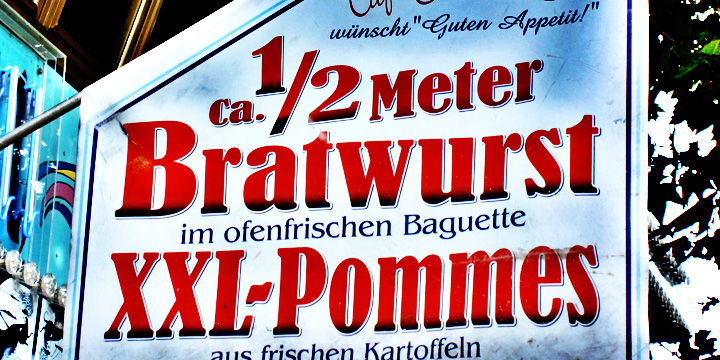 wünscht "Guten Appetit!"
ca. 1/2 Meter
Bratwurst
im ofenfrischen Baguette
XXL-Pommes
aus frischen Kartoffeln